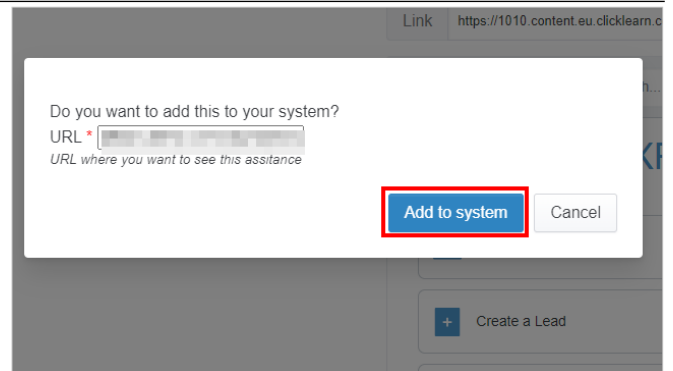 Link https://1010.content.eu.clicklearn.c
h...
Do you want to add this to your system?
URL *
URL where you want to see this assitance
Add to system Cancel
+ Create a Lead